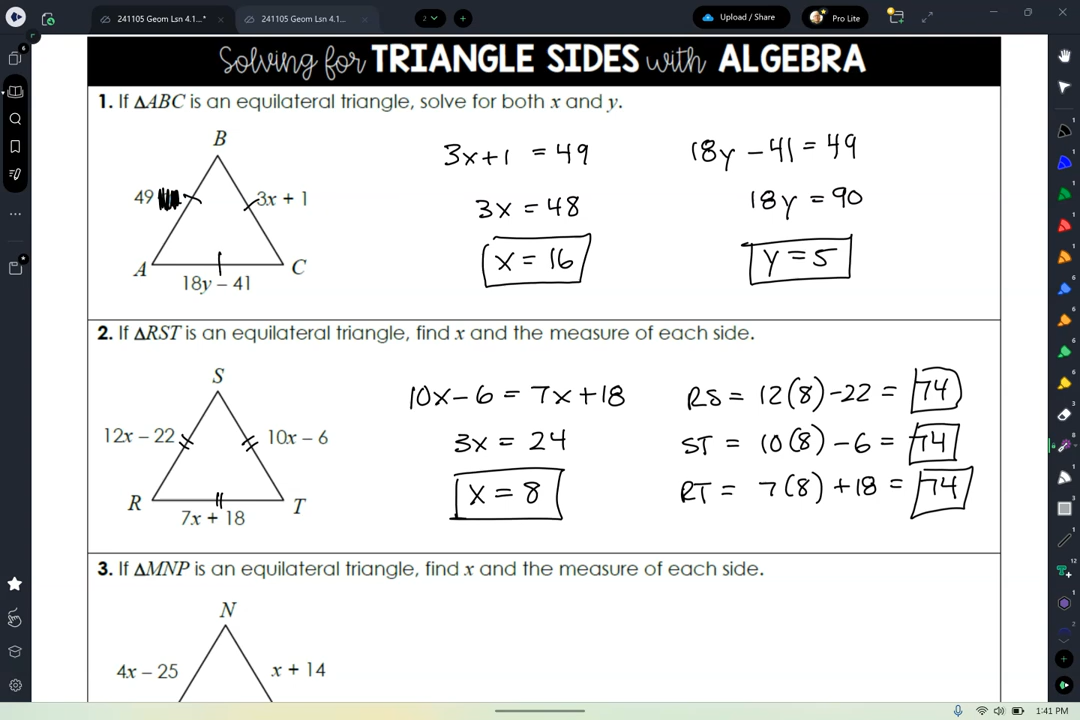 241105 Geom Lsn 4.1...*
241105 Geom Lsn 4.1...
2
Upload / Share
Pro Lite
Solving for TRIANGLE SIDES with ALGEBRA
1. If ΔABC is an equilateral triangle, solve for both x and y.
B
49
3x + 1
A
C
18y – 41
3x+1 = 49
3x = 48
x = 16
18y – 41 = 49
18y = 90
y = 5
2. If ΔRST is an equilateral triangle, find x and the measure of each side.
S
12x – 22
10x – 6
R
T
7x + 18
10x – 6 = 7x + 18
3x = 24
x = 8
RS = 12(8) – 22 = 74
ST = 10(8) – 6 = 74
RT = 7(8) + 18 = 74
3. If ΔMNP is an equilateral triangle, find x and the measure of each side.
N
4x – 25
x + 14
1:41 PM